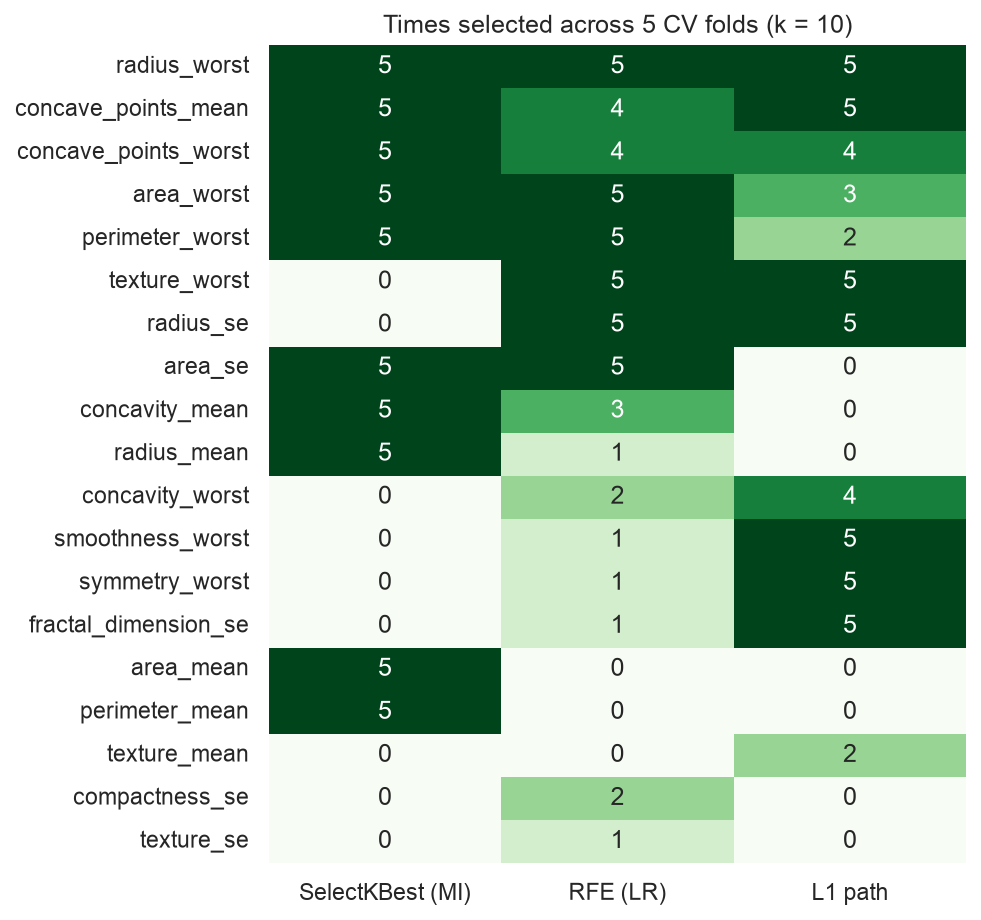 Times selected across 5 CV folds (k = 10)
radius_worst 5 5 5
concave_points_mean 5 4 5
concave_points_worst 5 4 4
area_worst 5 5 3
perimeter_worst 5 5 2
texture_worst 0 5 5
radius_se 0 5 5
area_se 5 5 0
concavity_mean 5 3 0
radius_mean 5 1 0
concavity_worst 0 2 4
smoothness_worst 0 1 5
symmetry_worst 0 1 5
fractal_dimension_se 0 1 5
area_mean 5 0 0
perimeter_mean 5 0 0
texture_mean 0 0 2
compactness_se 0 2 0
texture_se 0 1 0
SelectKBest (MI) RFE (LR) L1 path